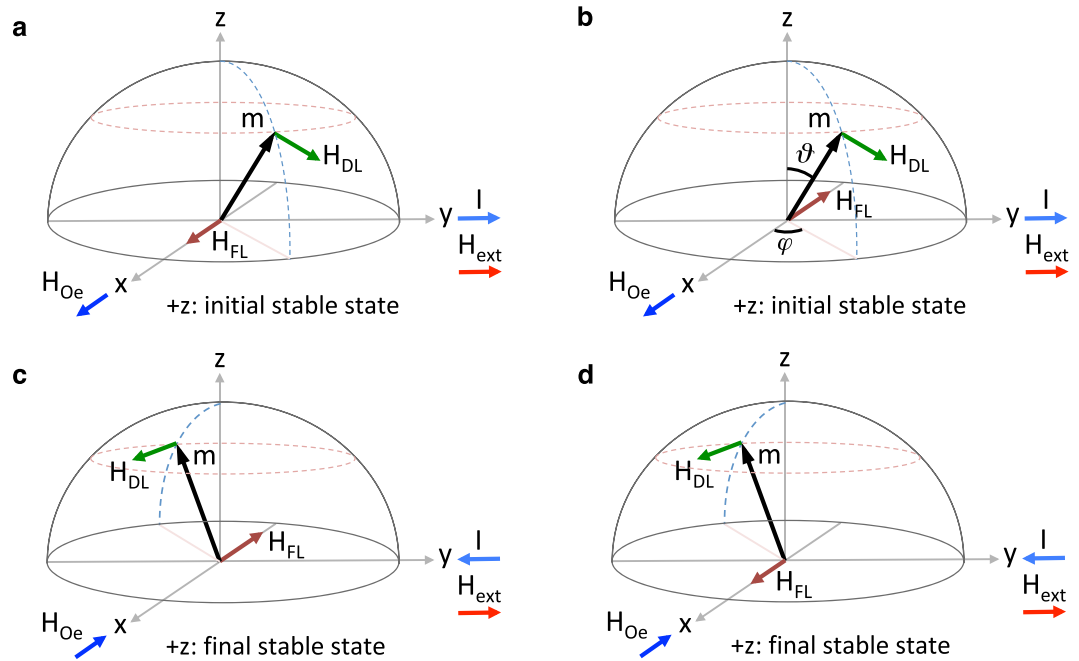 a
z
m
H_DL
H_FL
y
I
H_ext
H_Oe
x
+z: initial stable state
b
z
m
ϑ
H_DL
H_FL
y
I
H_ext
φ
H_Oe
x
+z: initial stable state
c
z
m
H_DL
H_FL
y
I
H_ext
H_Oe
x
+z: final stable state
d
z
m
H_DL
H_FL
y
I
H_ext
H_Oe
x
+z: final stable state